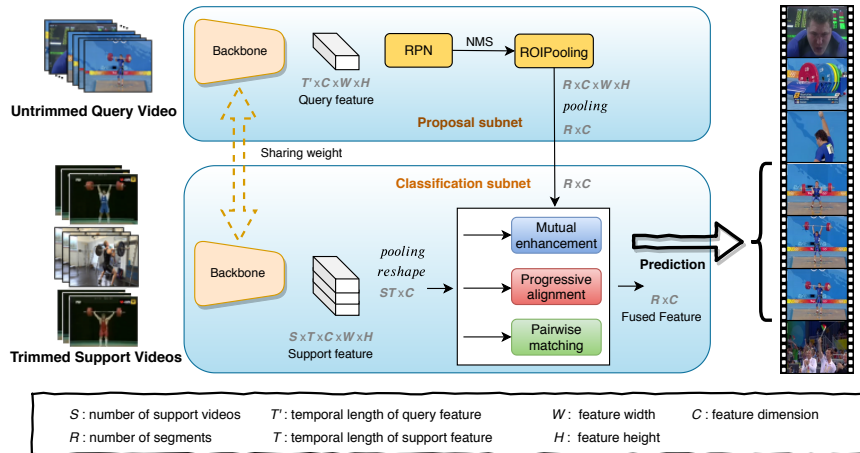 Untrimmed Query Video
Backbone
T' x C x W x H
Query feature
RPN
NMS
ROIPooling
R x C x W x H
pooling
R x C
Proposal subnet
Sharing weight
Classification subnet
R x C
Trimmed Support Videos
Backbone
S x T x C x W x H
Support feature
pooling
reshape
ST x C
Mutual
enhancement
Progressive
alignment
Pairwise
matching
R x C
Fused Feature
Prediction
S : number of support videos T' : temporal length of query feature W : feature width C : feature dimension
R : number of segments T : temporal length of support feature H : feature height